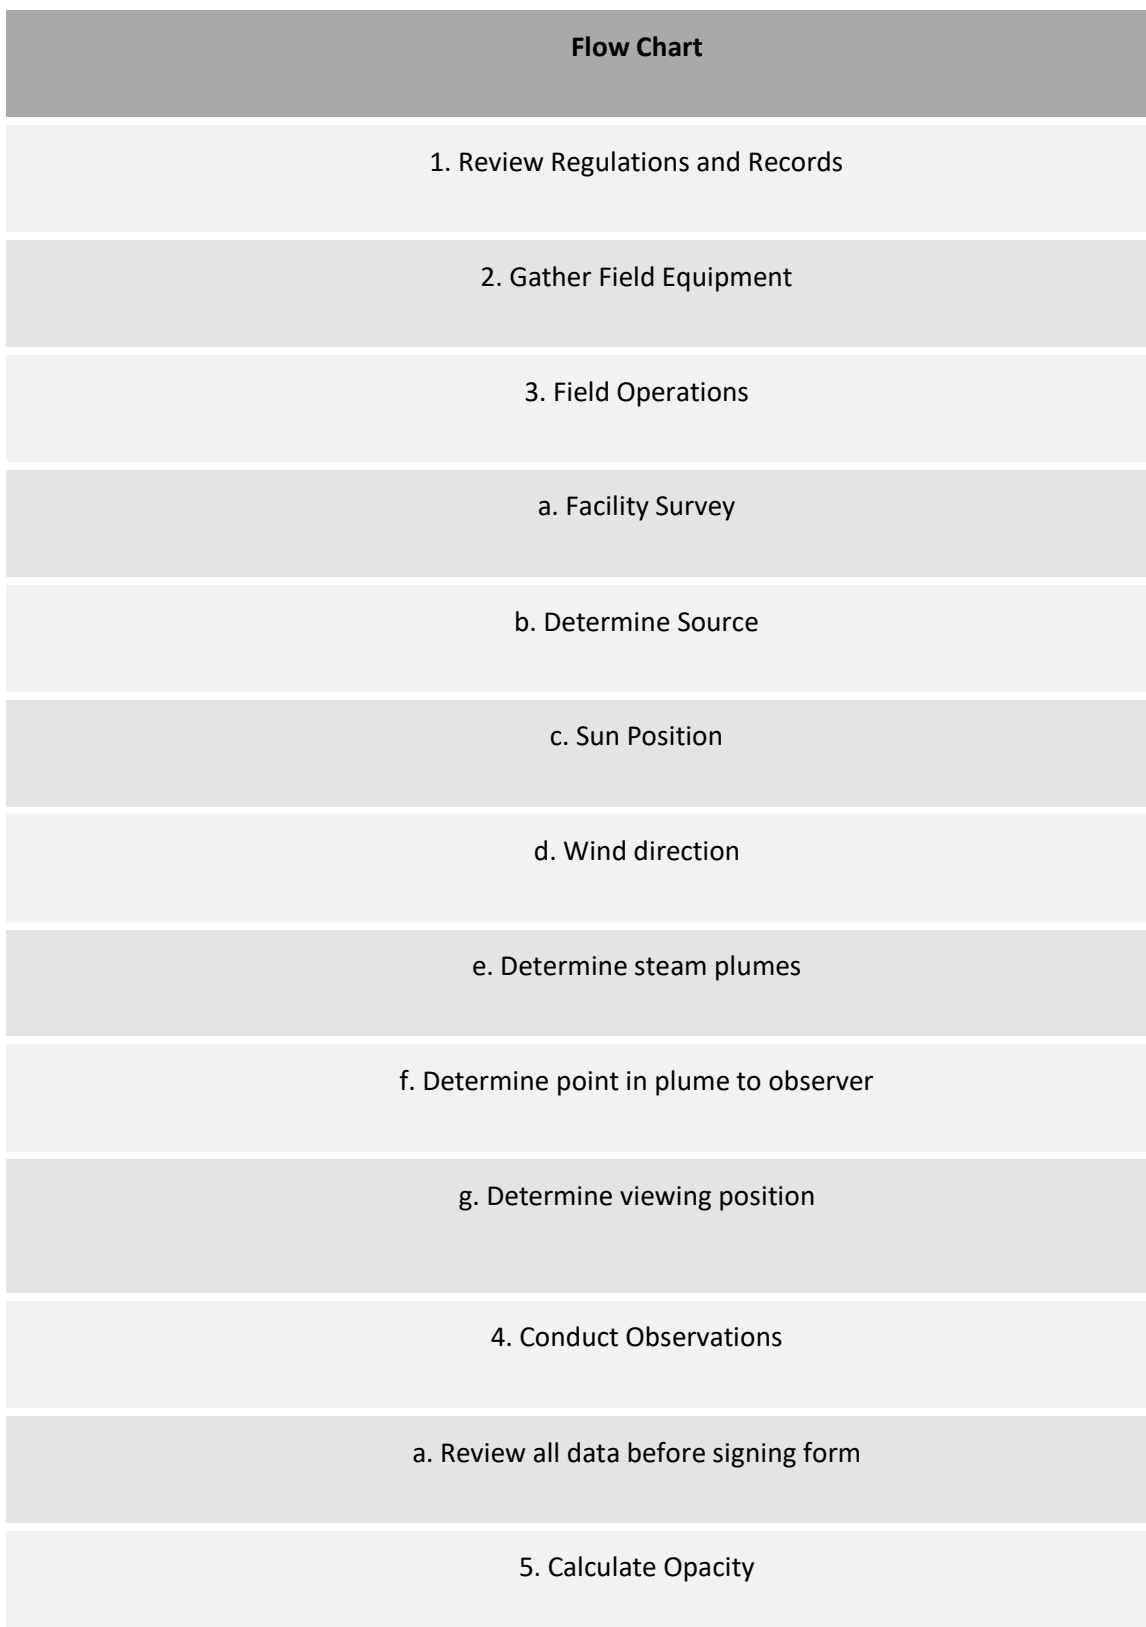 Flow Chart
1. Review Regulations and Records
2. Gather Field Equipment
3. Field Operations
a. Facility Survey
b. Determine Source
c. Sun Position
d. Wind direction
e. Determine steam plumes
f. Determine point in plume to observer
g. Determine viewing position
4. Conduct Observations
a. Review all data before signing form
5. Calculate Opacity